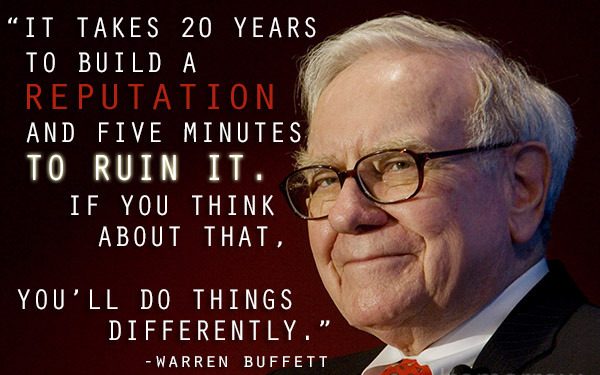 “IT TAKES 20 YEARS
TO BUILD A
REPUTATION
AND FIVE MINUTES
TO RUIN IT.
IF YOU THINK
ABOUT THAT,
YOU’LL DO THINGS
DIFFERENTLY.”
-WARREN BUFFETT